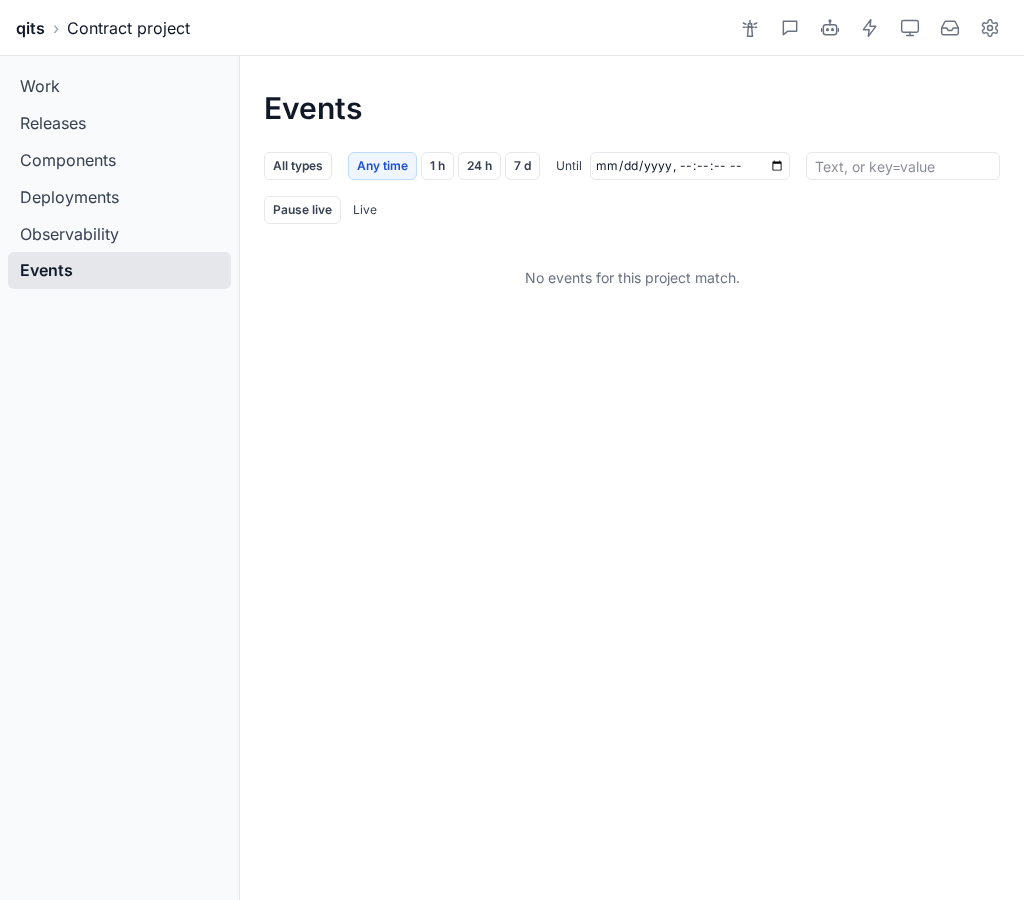 qits › Contract project
Work
Releases
Components
Deployments
Observability
Events
Events
All types Any time 1 h 24 h 7 d Until mm/dd/yyyy, --:--:-- -- Text, or key=value
Pause live Live
No events for this project match.